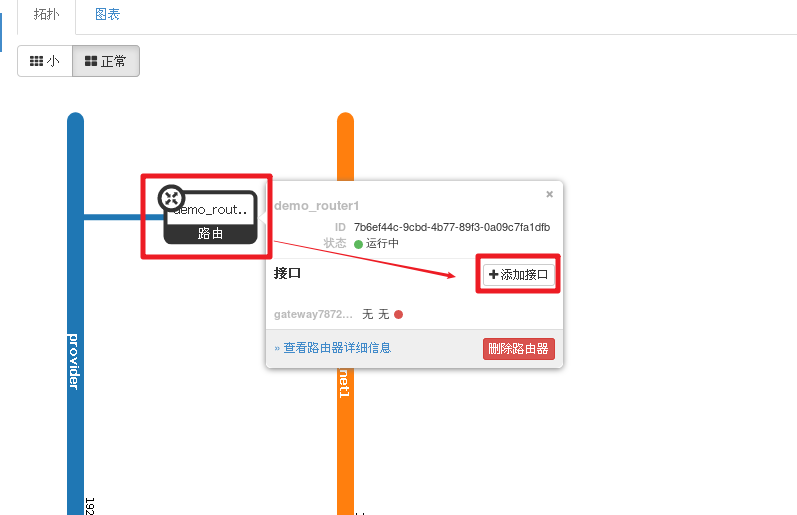 拓扑 图表
小 正常
demo_rout..
路由
demo_router1
×
ID 7b6ef44c-9cbd-4b77-89f3-0a09c7fa1dfb
状态 运行中
接口
添加接口
gateway7872... 无 无
» 查看路由器详细信息
删除路由器
provider
net1
192